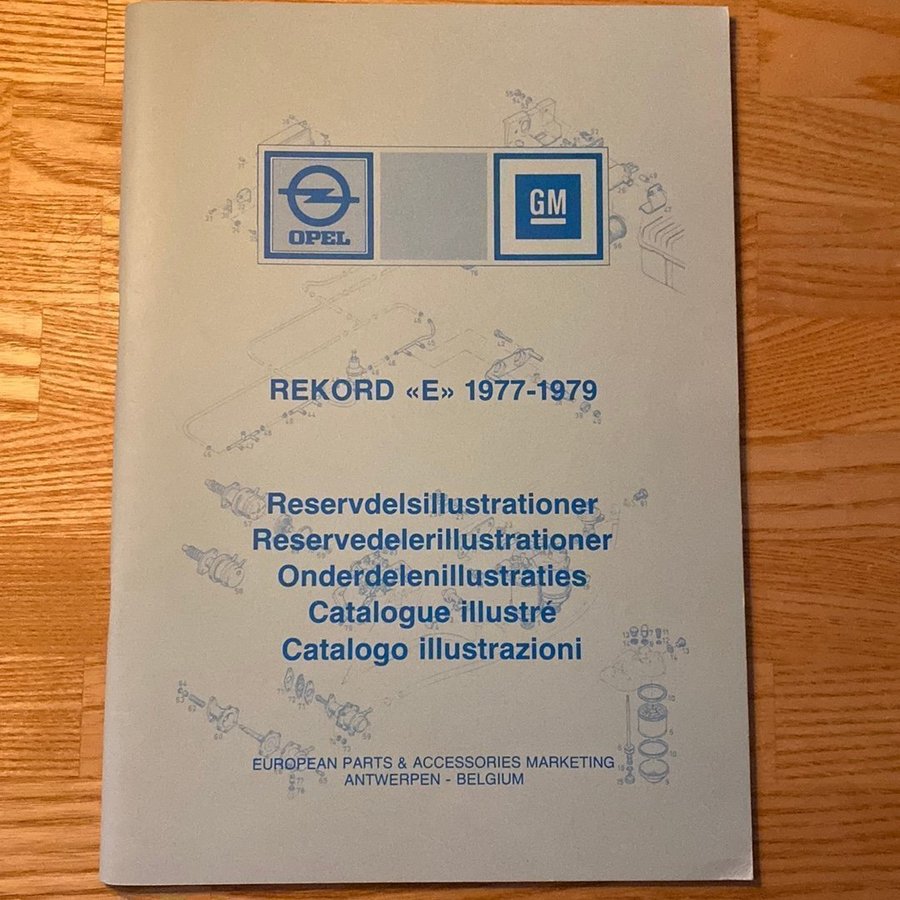 OPEL
GM
REKORD «E» 1977-1979
Reservdelsillustrationer
Reservedelerillustrationer
Onderdelenillustraties
Catalogue illustré
Catalogo illustrazioni
EUROPEAN PARTS & ACCESSORIES MARKETING
ANTWERPEN - BELGIUM